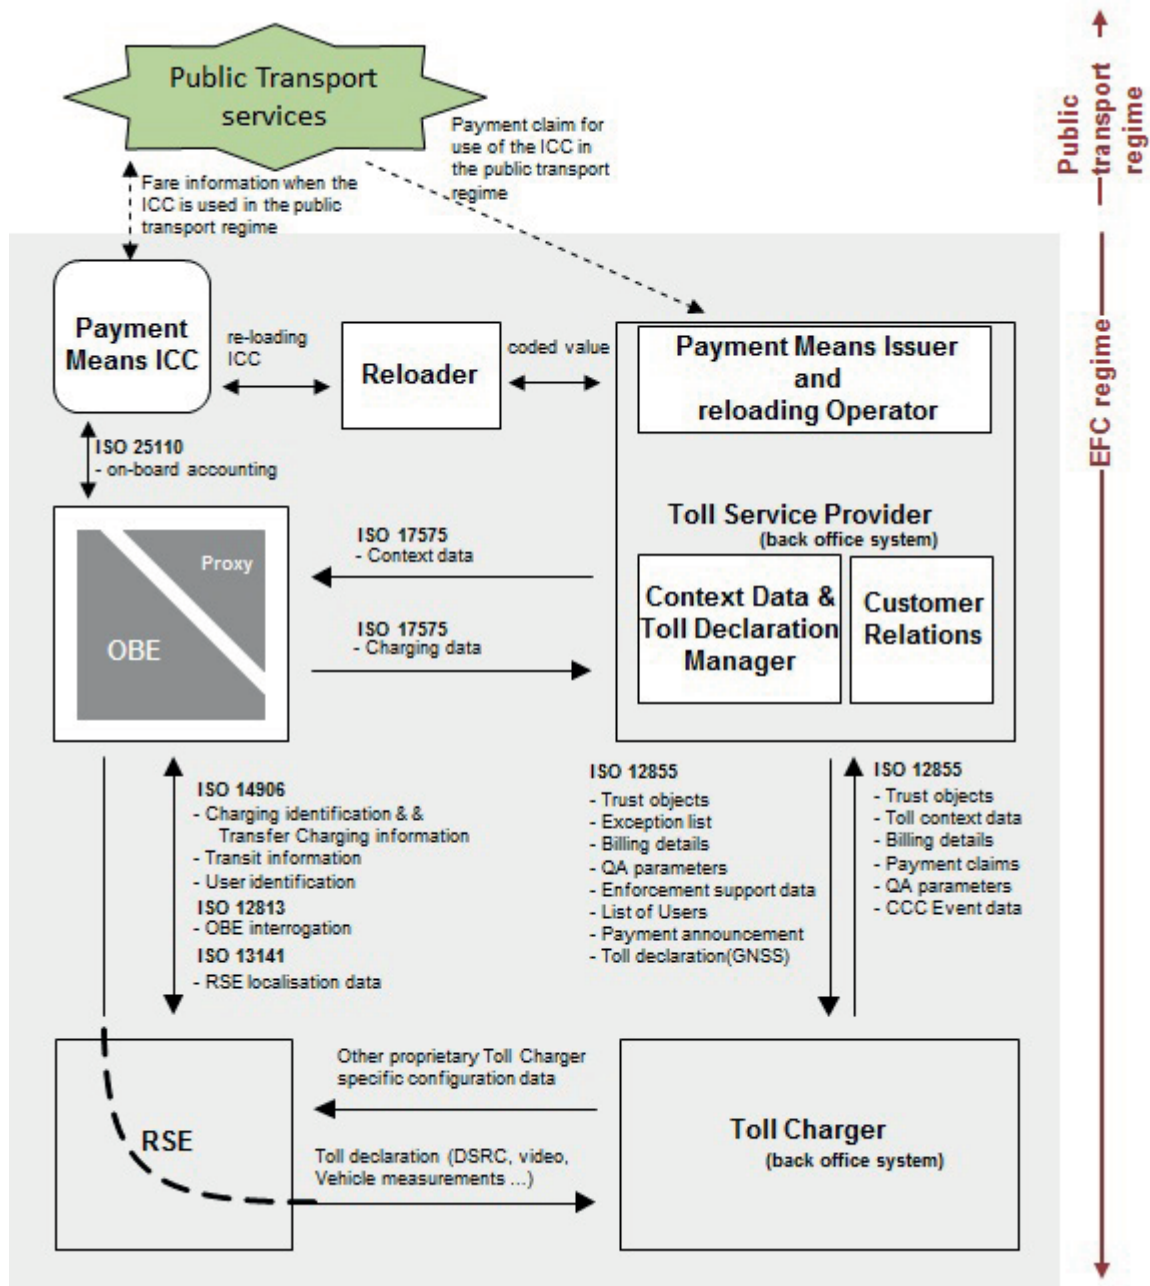 Public Transport
services
Payment claim for
use of the ICC in
the public transport
regime
Fare information when the
ICC is used in the public
transport regime
Public
transport
regime
Payment
Means ICC
re-loading
ICC
Reloader
coded value
Payment Means Issuer
and
reloading Operator
EFC regime
ISO 25110
- on-board accounting
Proxy
OBE
ISO 17575
- Context data
ISO 17575
- Charging data
Toll Service Provider
(back office system)
Context Data &
Toll Declaration
Manager
Customer
Relations
ISO 14906
- Charging identification & &
Transfer Charging information
- Transit information
- User identification
ISO 12813
- OBE interrogation
ISO 13141
- RSE localisation data
ISO 12855
- Trust objects
- Exception list
- Billing details
- QA parameters
- Enforcement support data
- List of Users
- Payment announcement
- Toll declaration(GNSS)
ISO 12855
- Trust objects
- Toll context data
- Billing details
- Payment claims
- QA parameters
- CCC Event data
RSE
Other proprietary Toll Charger
specific configuration data
Toll declaration (DSRC, video,
Vehicle measurements ...)
Toll Charger
(back office system)